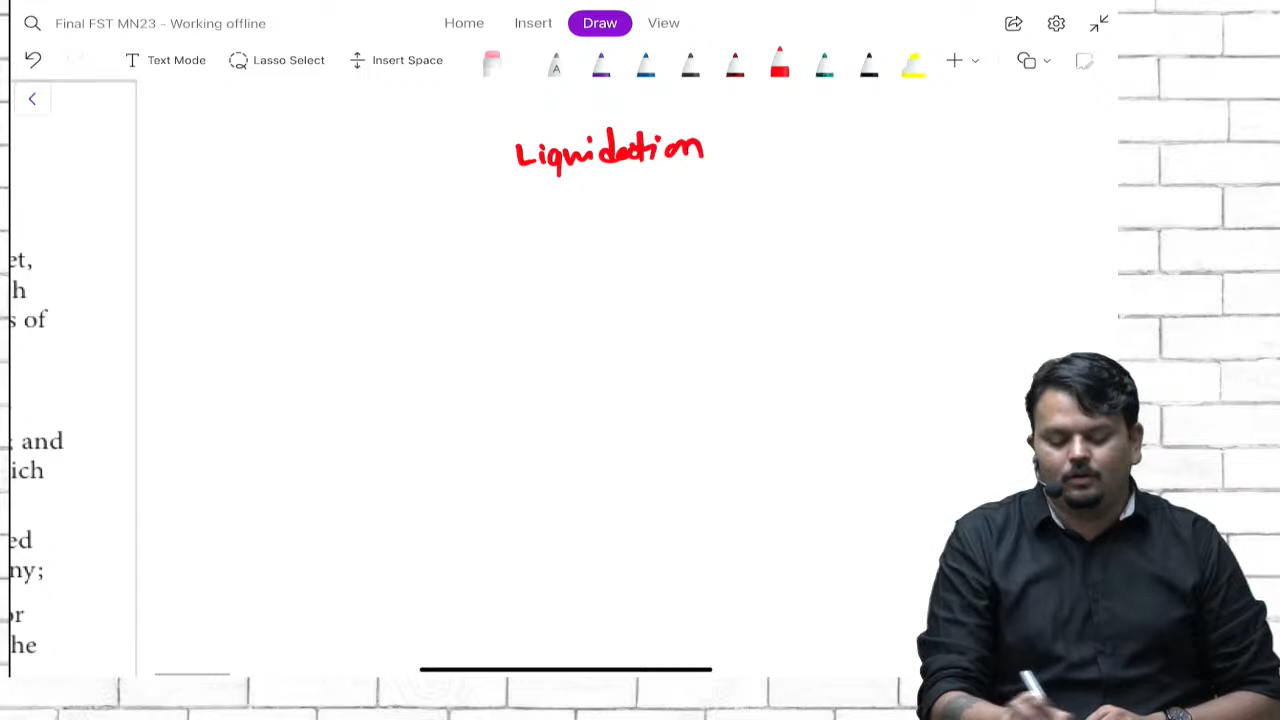 Final FST MN23 - Working offline
Home Insert Draw View
Text Mode Lasso Select Insert Space
A
Liquidation
et,
h
s of
and
ich
ed
ny;
or
he